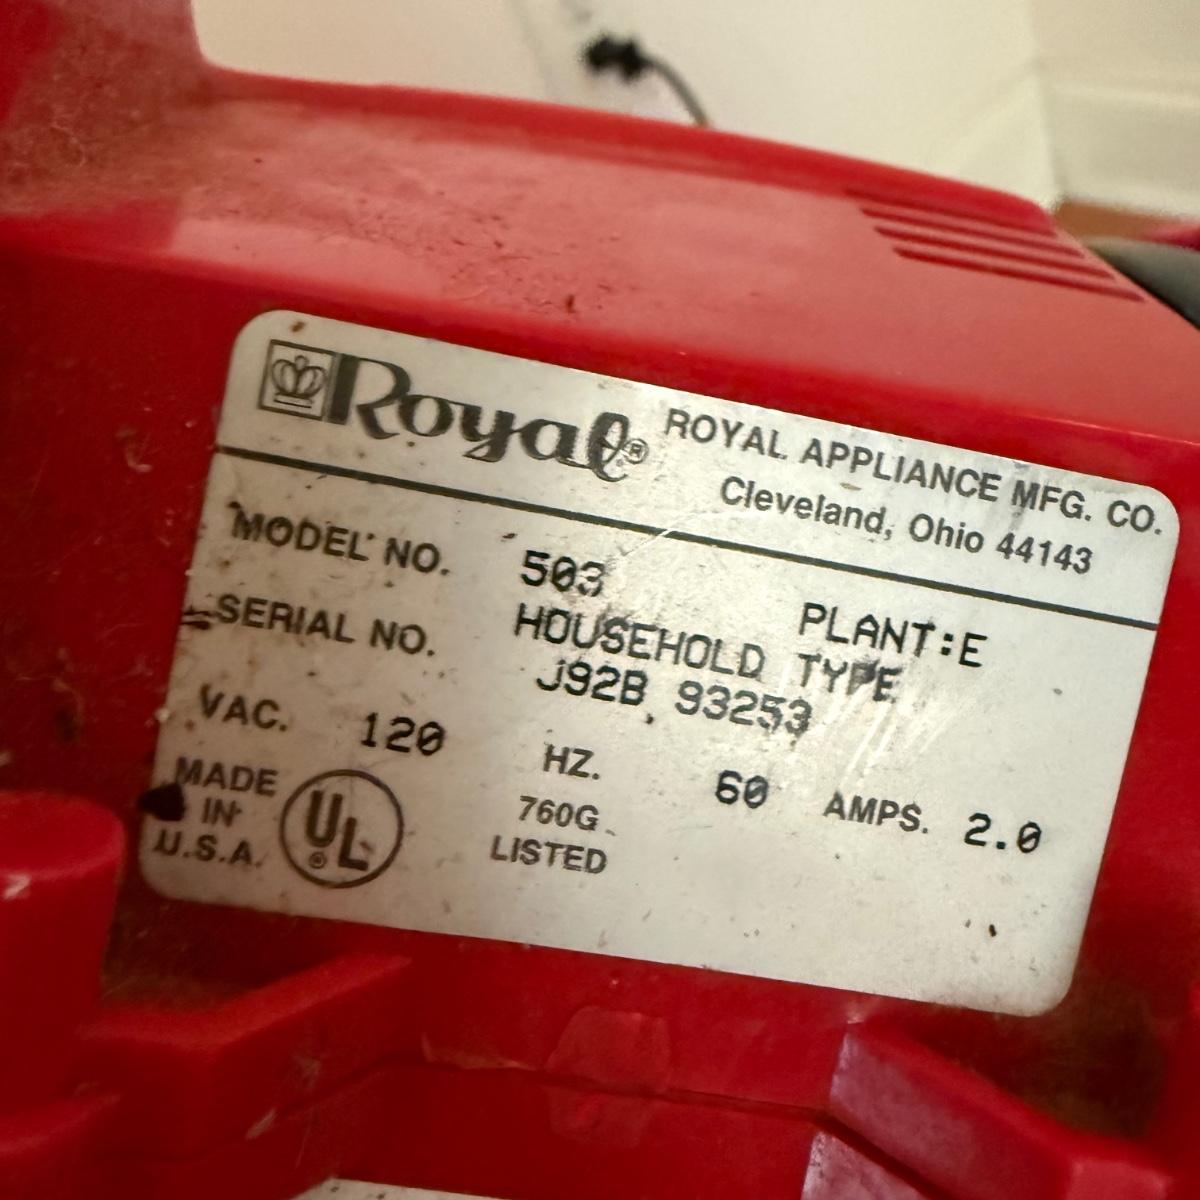 Royal® ROYAL APPLIANCE MFG. CO.
Cleveland, Ohio 44143
MODEL NO. 503 PLANT:E
HOUSEHOLD TYPE
SERIAL NO. J92B 93253
VAC. 120 HZ. 60 AMPS. 2.0
MADE IN U.S.A.
UL®
760G
LISTED